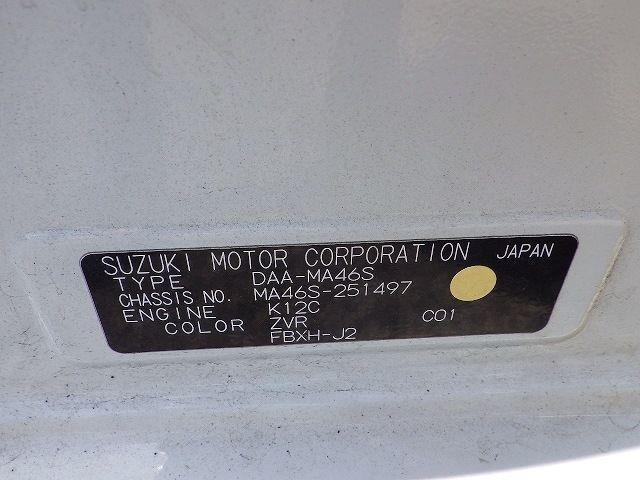 SUZUKI MOTOR CORPORATION JAPAN
TYPE DAA-MA46S
CHASSIS NO. MA46S-251497
ENGINE K12C
COLOR ZVR C01
FBXH-J2